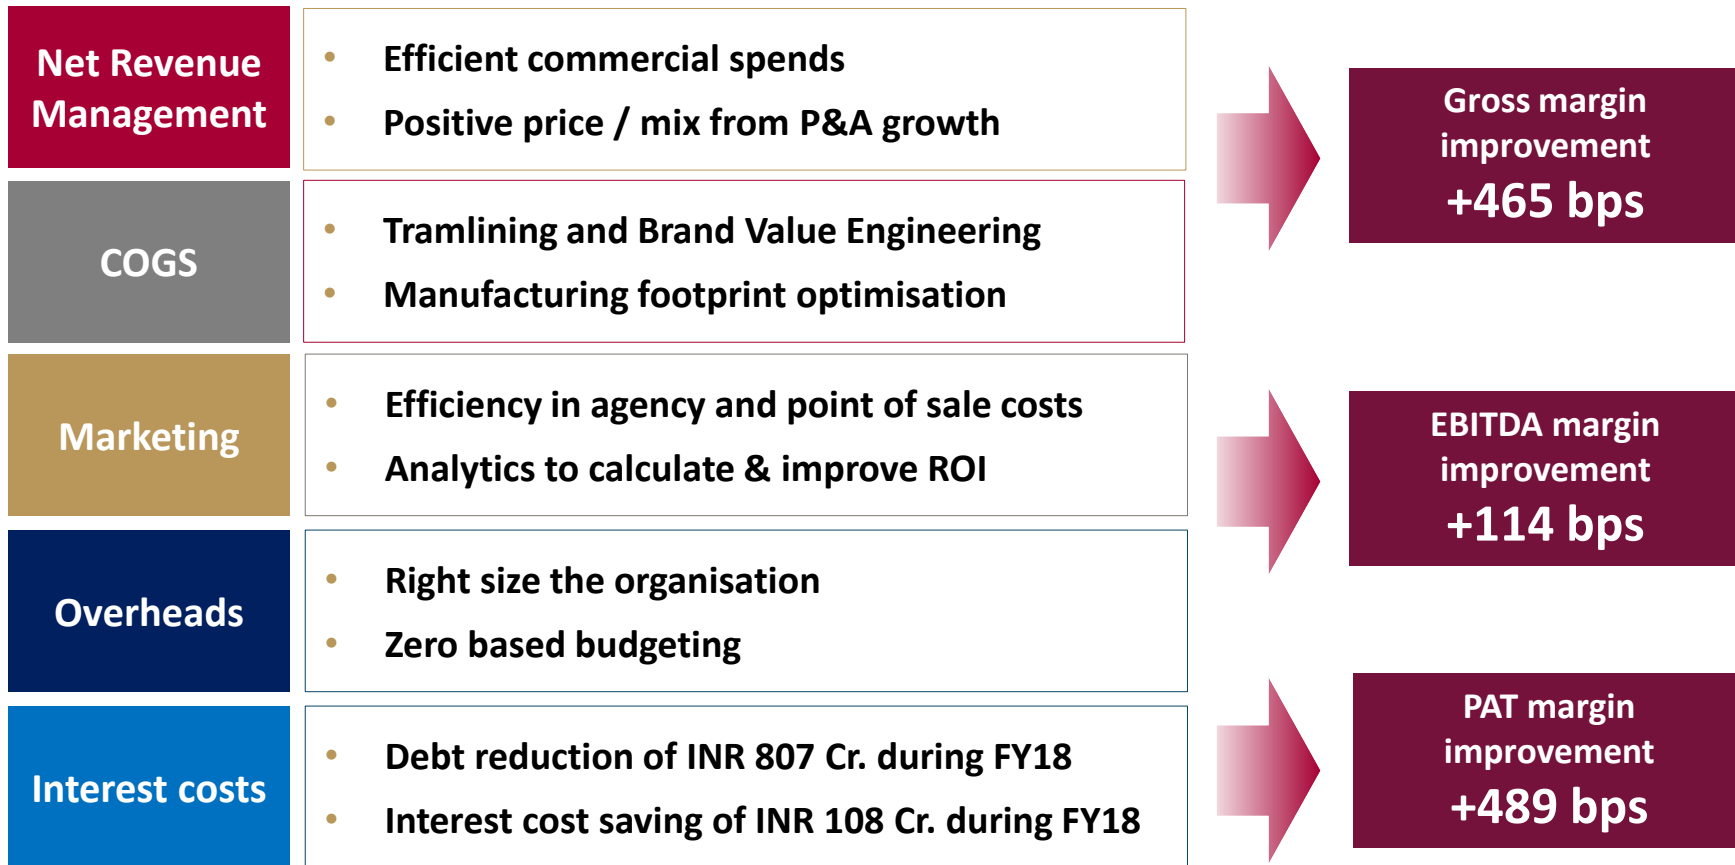 Net Revenue
Management
• Efficient commercial spends
• Positive price / mix from P&A growth
Gross margin
improvement
+465 bps
COGS
• Tramlining and Brand Value Engineering
• Manufacturing footprint optimisation
Marketing
• Efficiency in agency and point of sale costs
• Analytics to calculate & improve ROI
EBITDA margin
improvement
+114 bps
Overheads
• Right size the organisation
• Zero based budgeting
Interest costs
• Debt reduction of INR 807 Cr. during FY18
• Interest cost saving of INR 108 Cr. during FY18
PAT margin
improvement
+489 bps